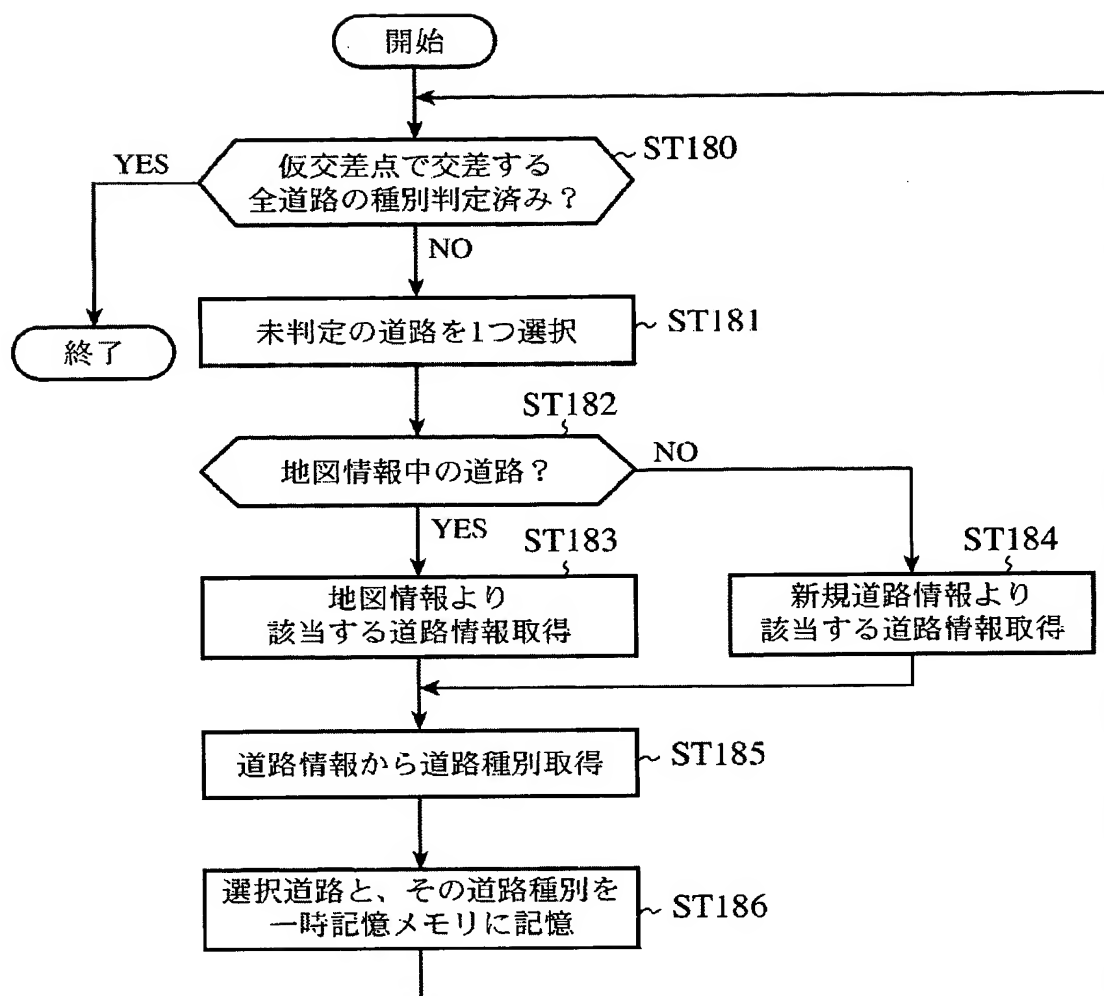 開始
YES
仮交差点で交差する
全道路の種別判定済み？
ST180
NO
終了
未判定の道路を1つ選択
ST181
ST182
地図情報中の道路？
NO
YES
ST183
地図情報より
該当する道路情報取得
ST184
新規道路情報より
該当する道路情報取得
道路情報から道路種別取得
ST185
選択道路と、その道路種別を
一時記憶メモリに記憶
ST186